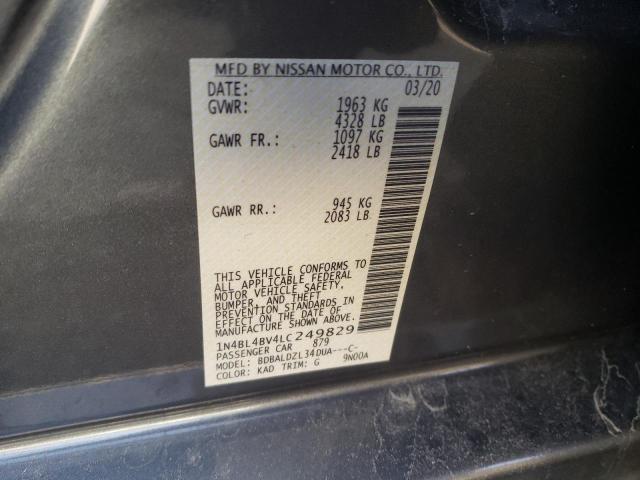 MFD BY NISSAN MOTOR CO., LTD.
DATE: 03/20
GVWR: 1963 KG
4328 LB
GAWR FR.: 1097 KG
2418 LB
GAWR RR.: 945 KG
2083 LB
THIS VEHICLE CONFORMS TO
ALL APPLICABLE FEDERAL
MOTOR VEHICLE SAFETY,
BUMPER, AND THEFT
PREVENTION STANDARDS IN
EFFECT ON THE DATE OF
MANUFACTURE SHOWN ABOVE.
1N4BL4BV4LC249829
PASSENGER CAR 879
MODEL: BDBALDZL34DUA---C-
COLOR: KAD TRIM: G 9N00A